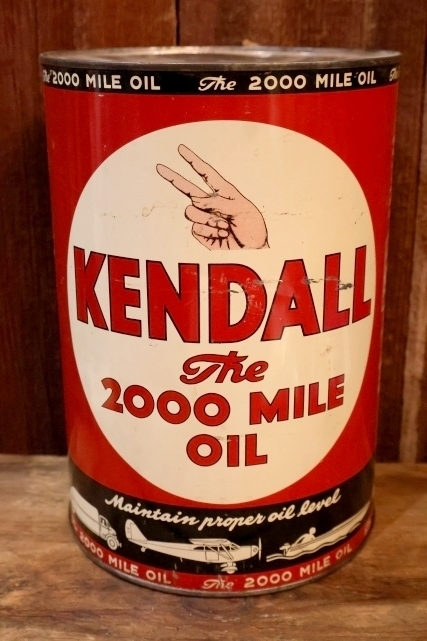 The 2000 MILE OIL The 2000 MILE OIL The
KENDALL
The
2000 MILE
OIL
Maintain proper oil level
2000 MILE OIL The 2000 MILE OIL